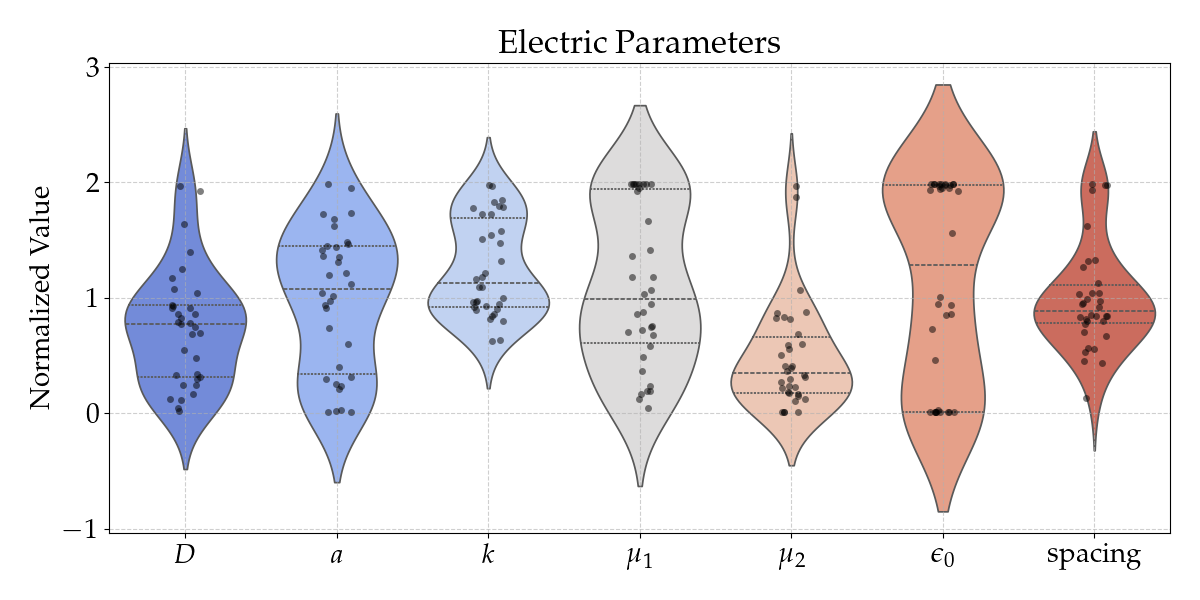 Electric Parameters
Normalized Value
3
2
1
0
−1
D a k μ₁ μ₂ ϵ₀ spacing